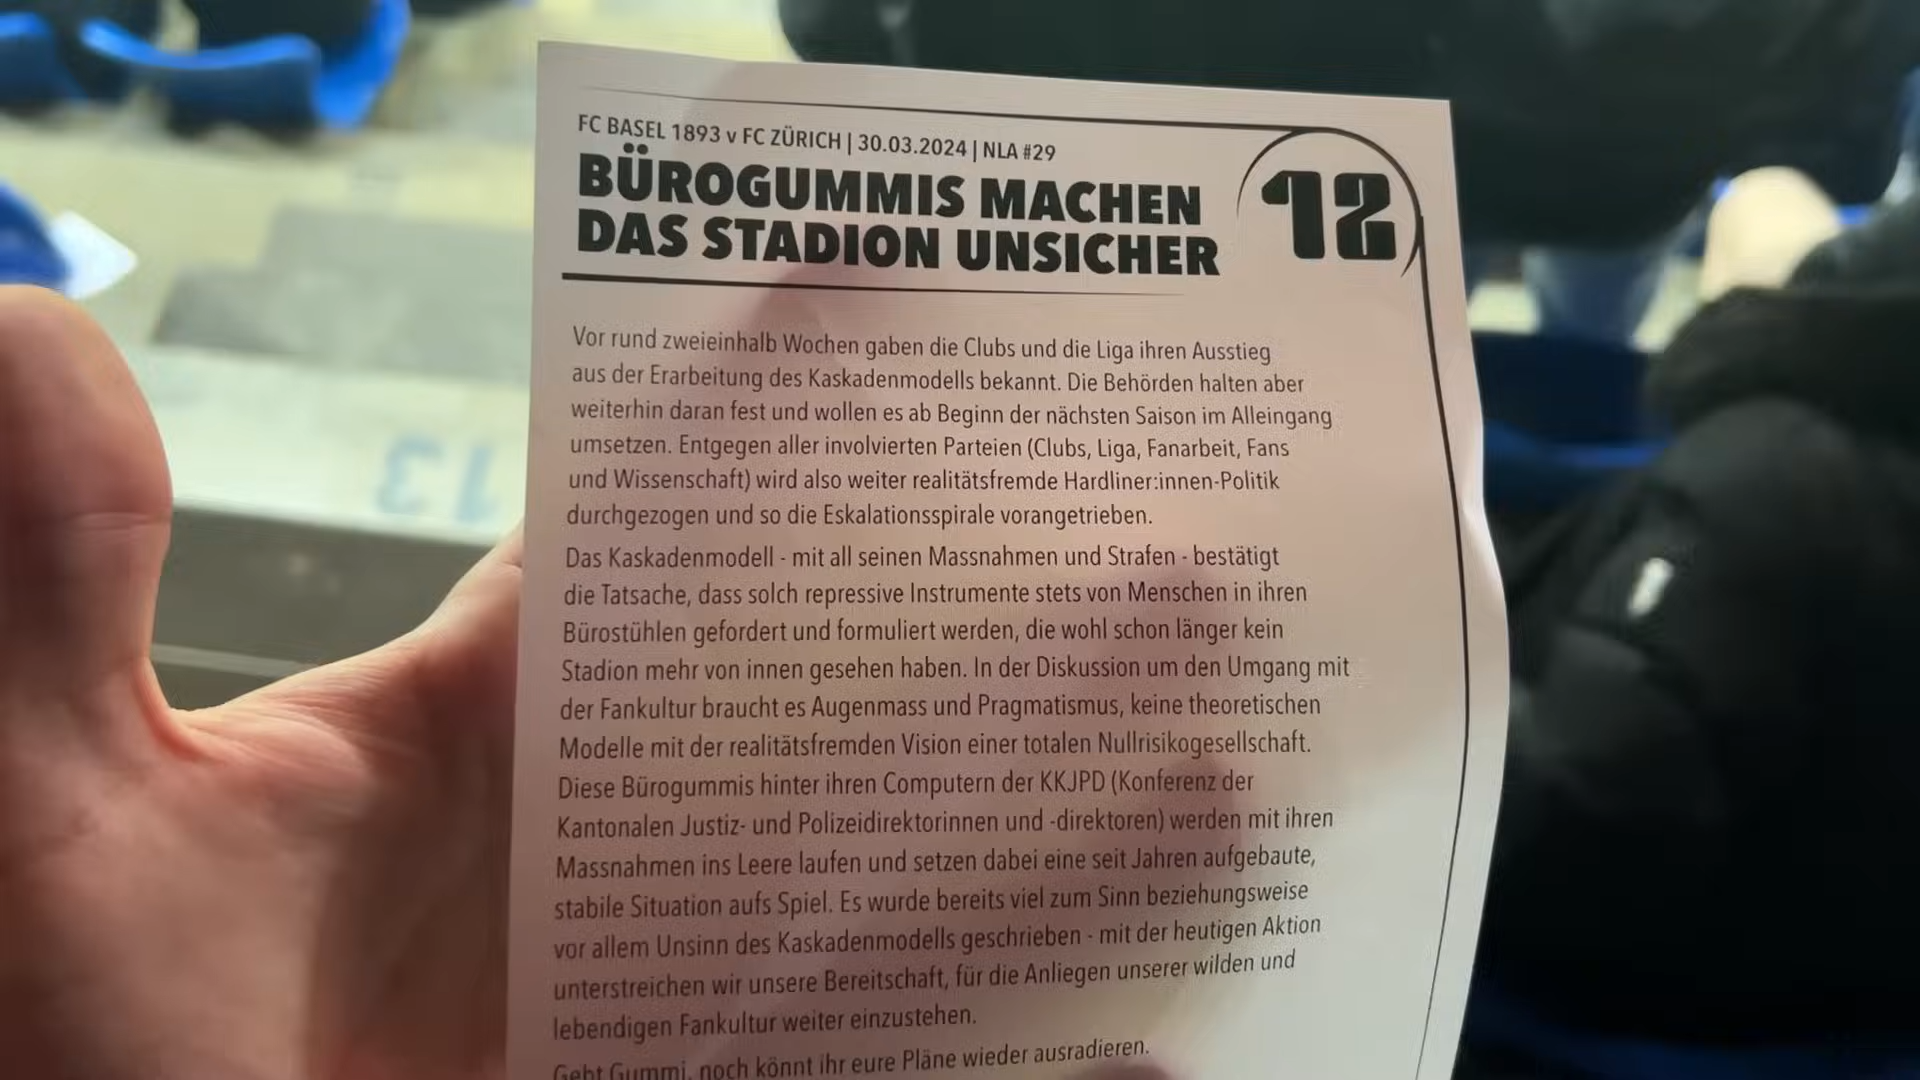 FC BASEL 1893 v FC ZÜRICH | 30.03.2024 | NLA #29
BÜROGUMMIS MACHEN
DAS STADION UNSICHER
12
Vor rund zweieinhalb Wochen gaben die Clubs und die Liga ihren Ausstieg
aus der Erarbeitung des Kaskadenmodells bekannt. Die Behörden halten aber
weiterhin daran fest und wollen es ab Beginn der nächsten Saison im Alleingang
umsetzen. Entgegen aller involvierten Parteien (Clubs, Liga, Fanarbeit, Fans
und Wissenschaft) wird also weiter realitätsfremde Hardliner:innen-Politik
durchgezogen und so die Eskalationsspirale vorangetrieben.
Das Kaskadenmodell - mit all seinen Massnahmen und Strafen - bestätigt
die Tatsache, dass solch repressive Instrumente stets von Menschen in ihren
Bürostühlen gefordert und formuliert werden, die wohl schon länger kein
Stadion mehr von innen gesehen haben. In der Diskussion um den Umgang mit
der Fankultur braucht es Augenmass und Pragmatismus, keine theoretischen
Modelle mit der realitätsfremden Vision einer totalen Nullrisikogesellschaft.
Diese Bürogummis hinter ihren Computern der KKJPD (Konferenz der
Kantonalen Justiz- und Polizeidirektorinnen und -direktoren) werden mit ihren
Massnahmen ins Leere laufen und setzen dabei eine seit Jahren aufgebaute,
stabile Situation aufs Spiel. Es wurde bereits viel zum Sinn beziehungsweise
vor allem Unsinn des Kaskadenmodells geschrieben - mit der heutigen Aktion
unterstreichen wir unsere Bereitschaft, für die Anliegen unserer wilden und
lebendigen Fankultur weiter einzustehen.
Gebt Gummi, noch könnt ihr eure Pläne wieder ausradieren.
13